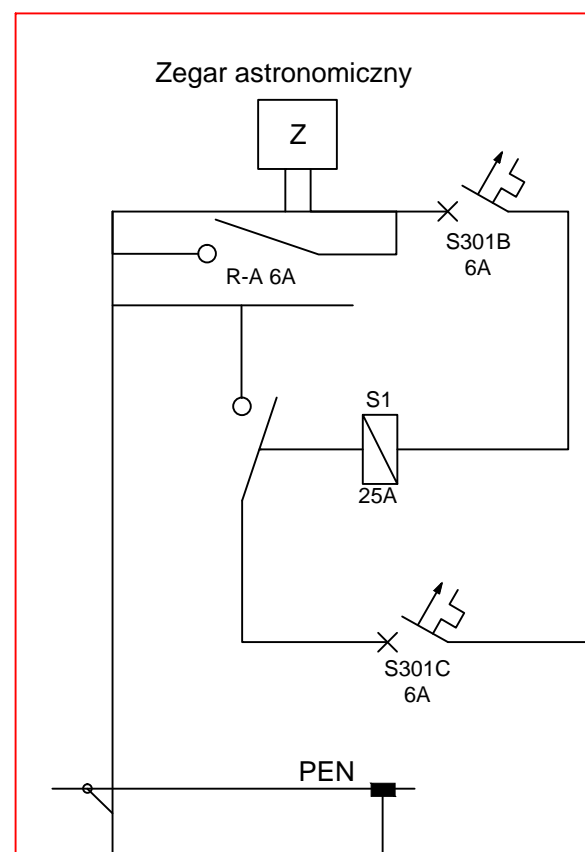 Zegar astronomiczny
Z
S301B
6A
R-A 6A
S1
25A
S301C
6A
PEN